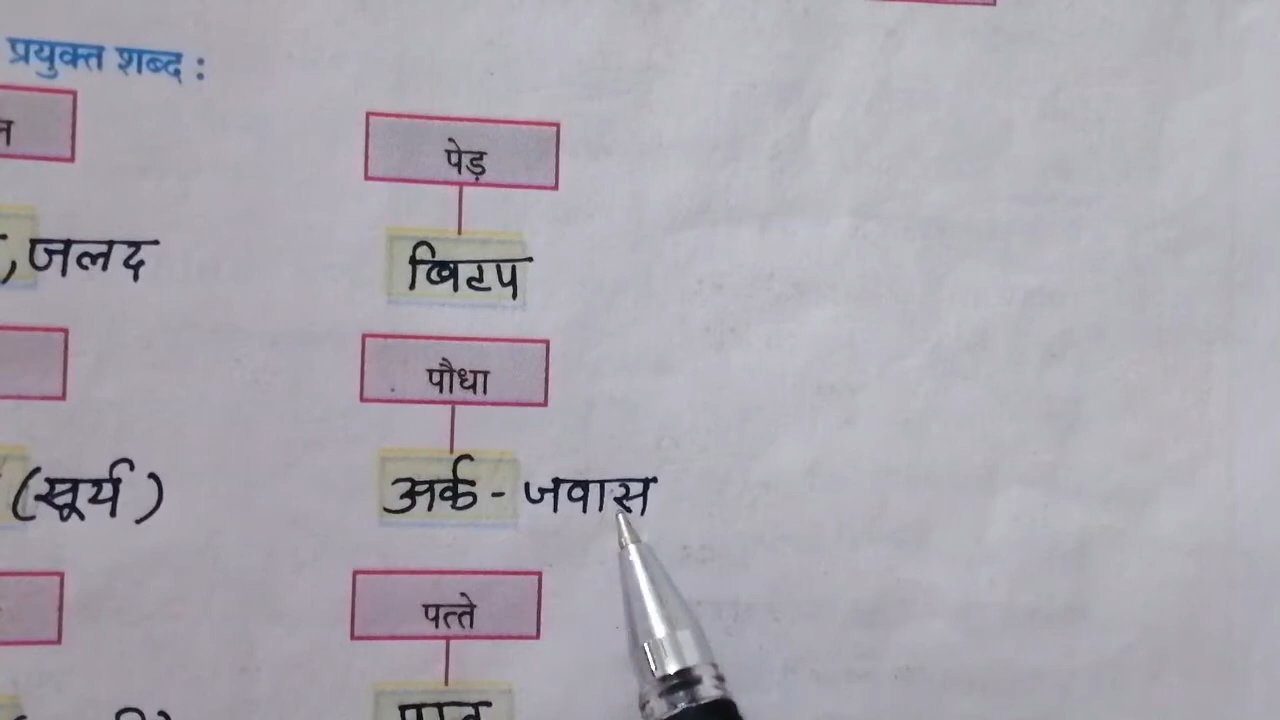 प्रयुक्त शब्द :
पेड़
, जलद
बिटप
पौधा
(सूर्य)
अर्क - जवास
पत्ते